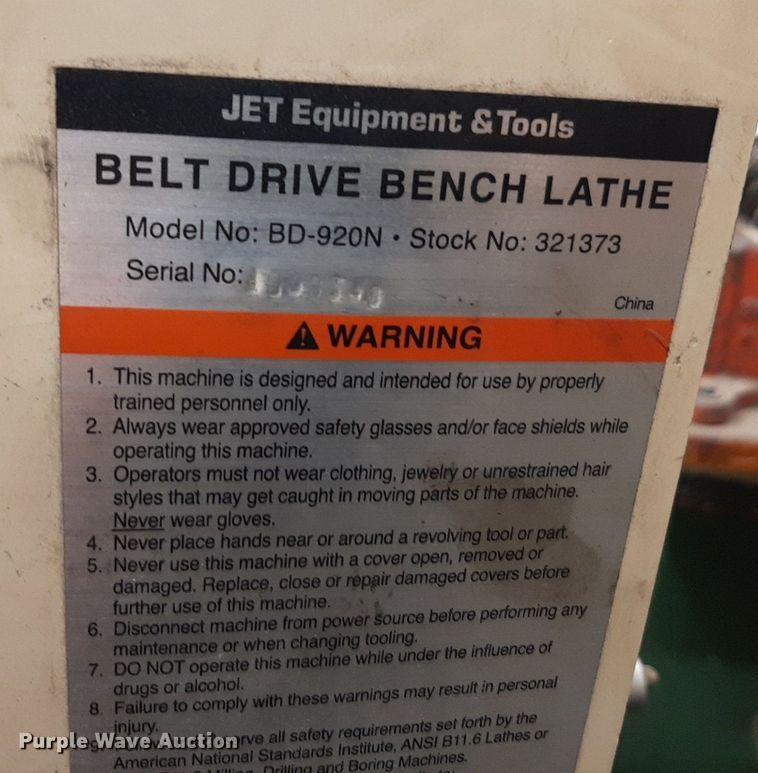 JET Equipment & Tools
BELT DRIVE BENCH LATHE
Model No: BD-920N • Stock No: 321373
Serial No:
China
WARNING
1. This machine is designed and intended for use by properly
trained personnel only.
2. Always wear approved safety glasses and/or face shields while
operating this machine.
3. Operators must not wear clothing, jewelry or unrestrained hair
styles that may get caught in moving parts of the machine.
Never wear gloves.
4. Never place hands near or around a revolving tool or part.
5. Never use this machine with a cover open, removed or
damaged. Replace, close or repair damaged covers before
further use of this machine.
6. Disconnect machine from power source before performing any
maintenance or when changing tooling.
7. DO NOT operate this machine while under the influence of
drugs or alcohol.
8. Failure to comply with these warnings may result in personal
injury.
all safety requirements set forth by the
American National Standards Institute, ANSI B11.6 Lathes or
Drilling and Boring Machines.
Purple Wave Auction